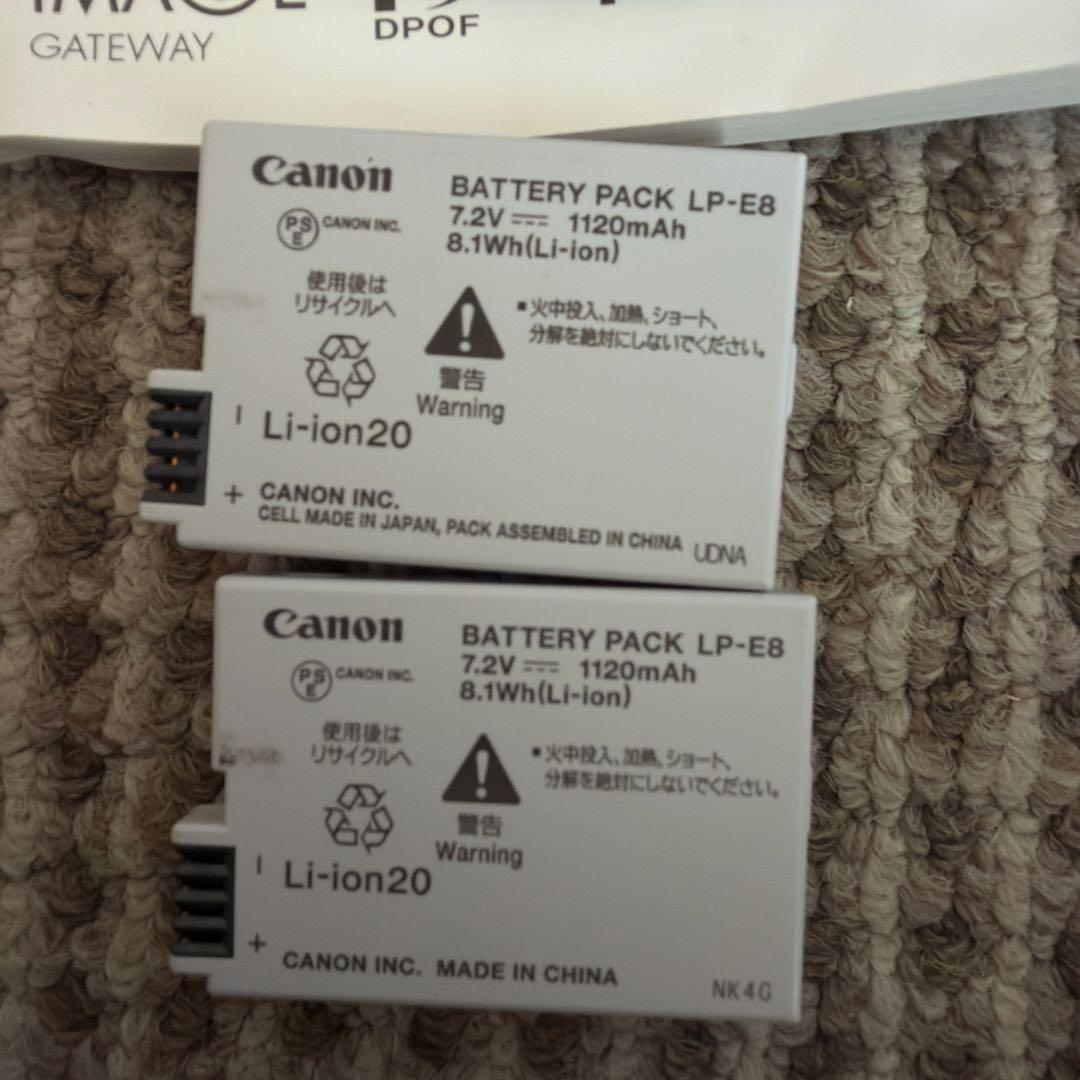 GATEWAY
DPOF
Canon
BATTERY PACK LP-E8
7.2V 1120mAh
8.1Wh(Li-ion)
PSE CANON INC.
使用後は
リサイクルへ
■火中投入、加熱、ショート、
分解を絶対にしないでください。
警告
Warning
Li-ion20
+ CANON INC.
CELL MADE IN JAPAN, PACK ASSEMBLED IN CHINA
UDNA
Canon
BATTERY PACK LP-E8
7.2V 1120mAh
8.1Wh(Li-ion)
PSE CANON INC.
使用後は
リサイクルへ
■火中投入、加熱、ショート、
分解を絶対にしないでください。
警告
Warning
Li-ion20
+ CANON INC. MADE IN CHINA
NK4G